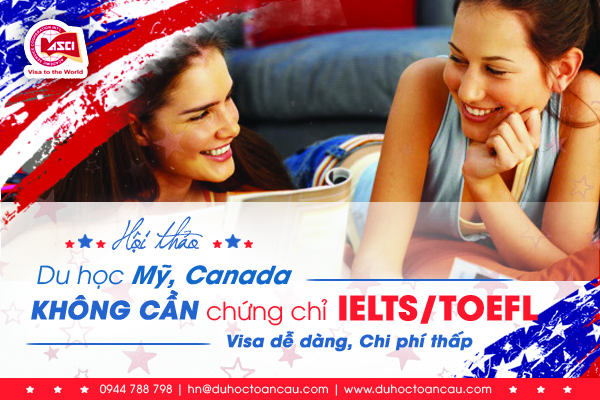 VISCI
Visa to the World
Hội thảo
Du học Mỹ, Canada
KHÔNG CẦN chứng chỉ IELTS/TOEFL
Visa dễ dàng, Chi phí thấp
0944 788 798 | hn@duhoctoancau.com | www.duhoctoancau.com